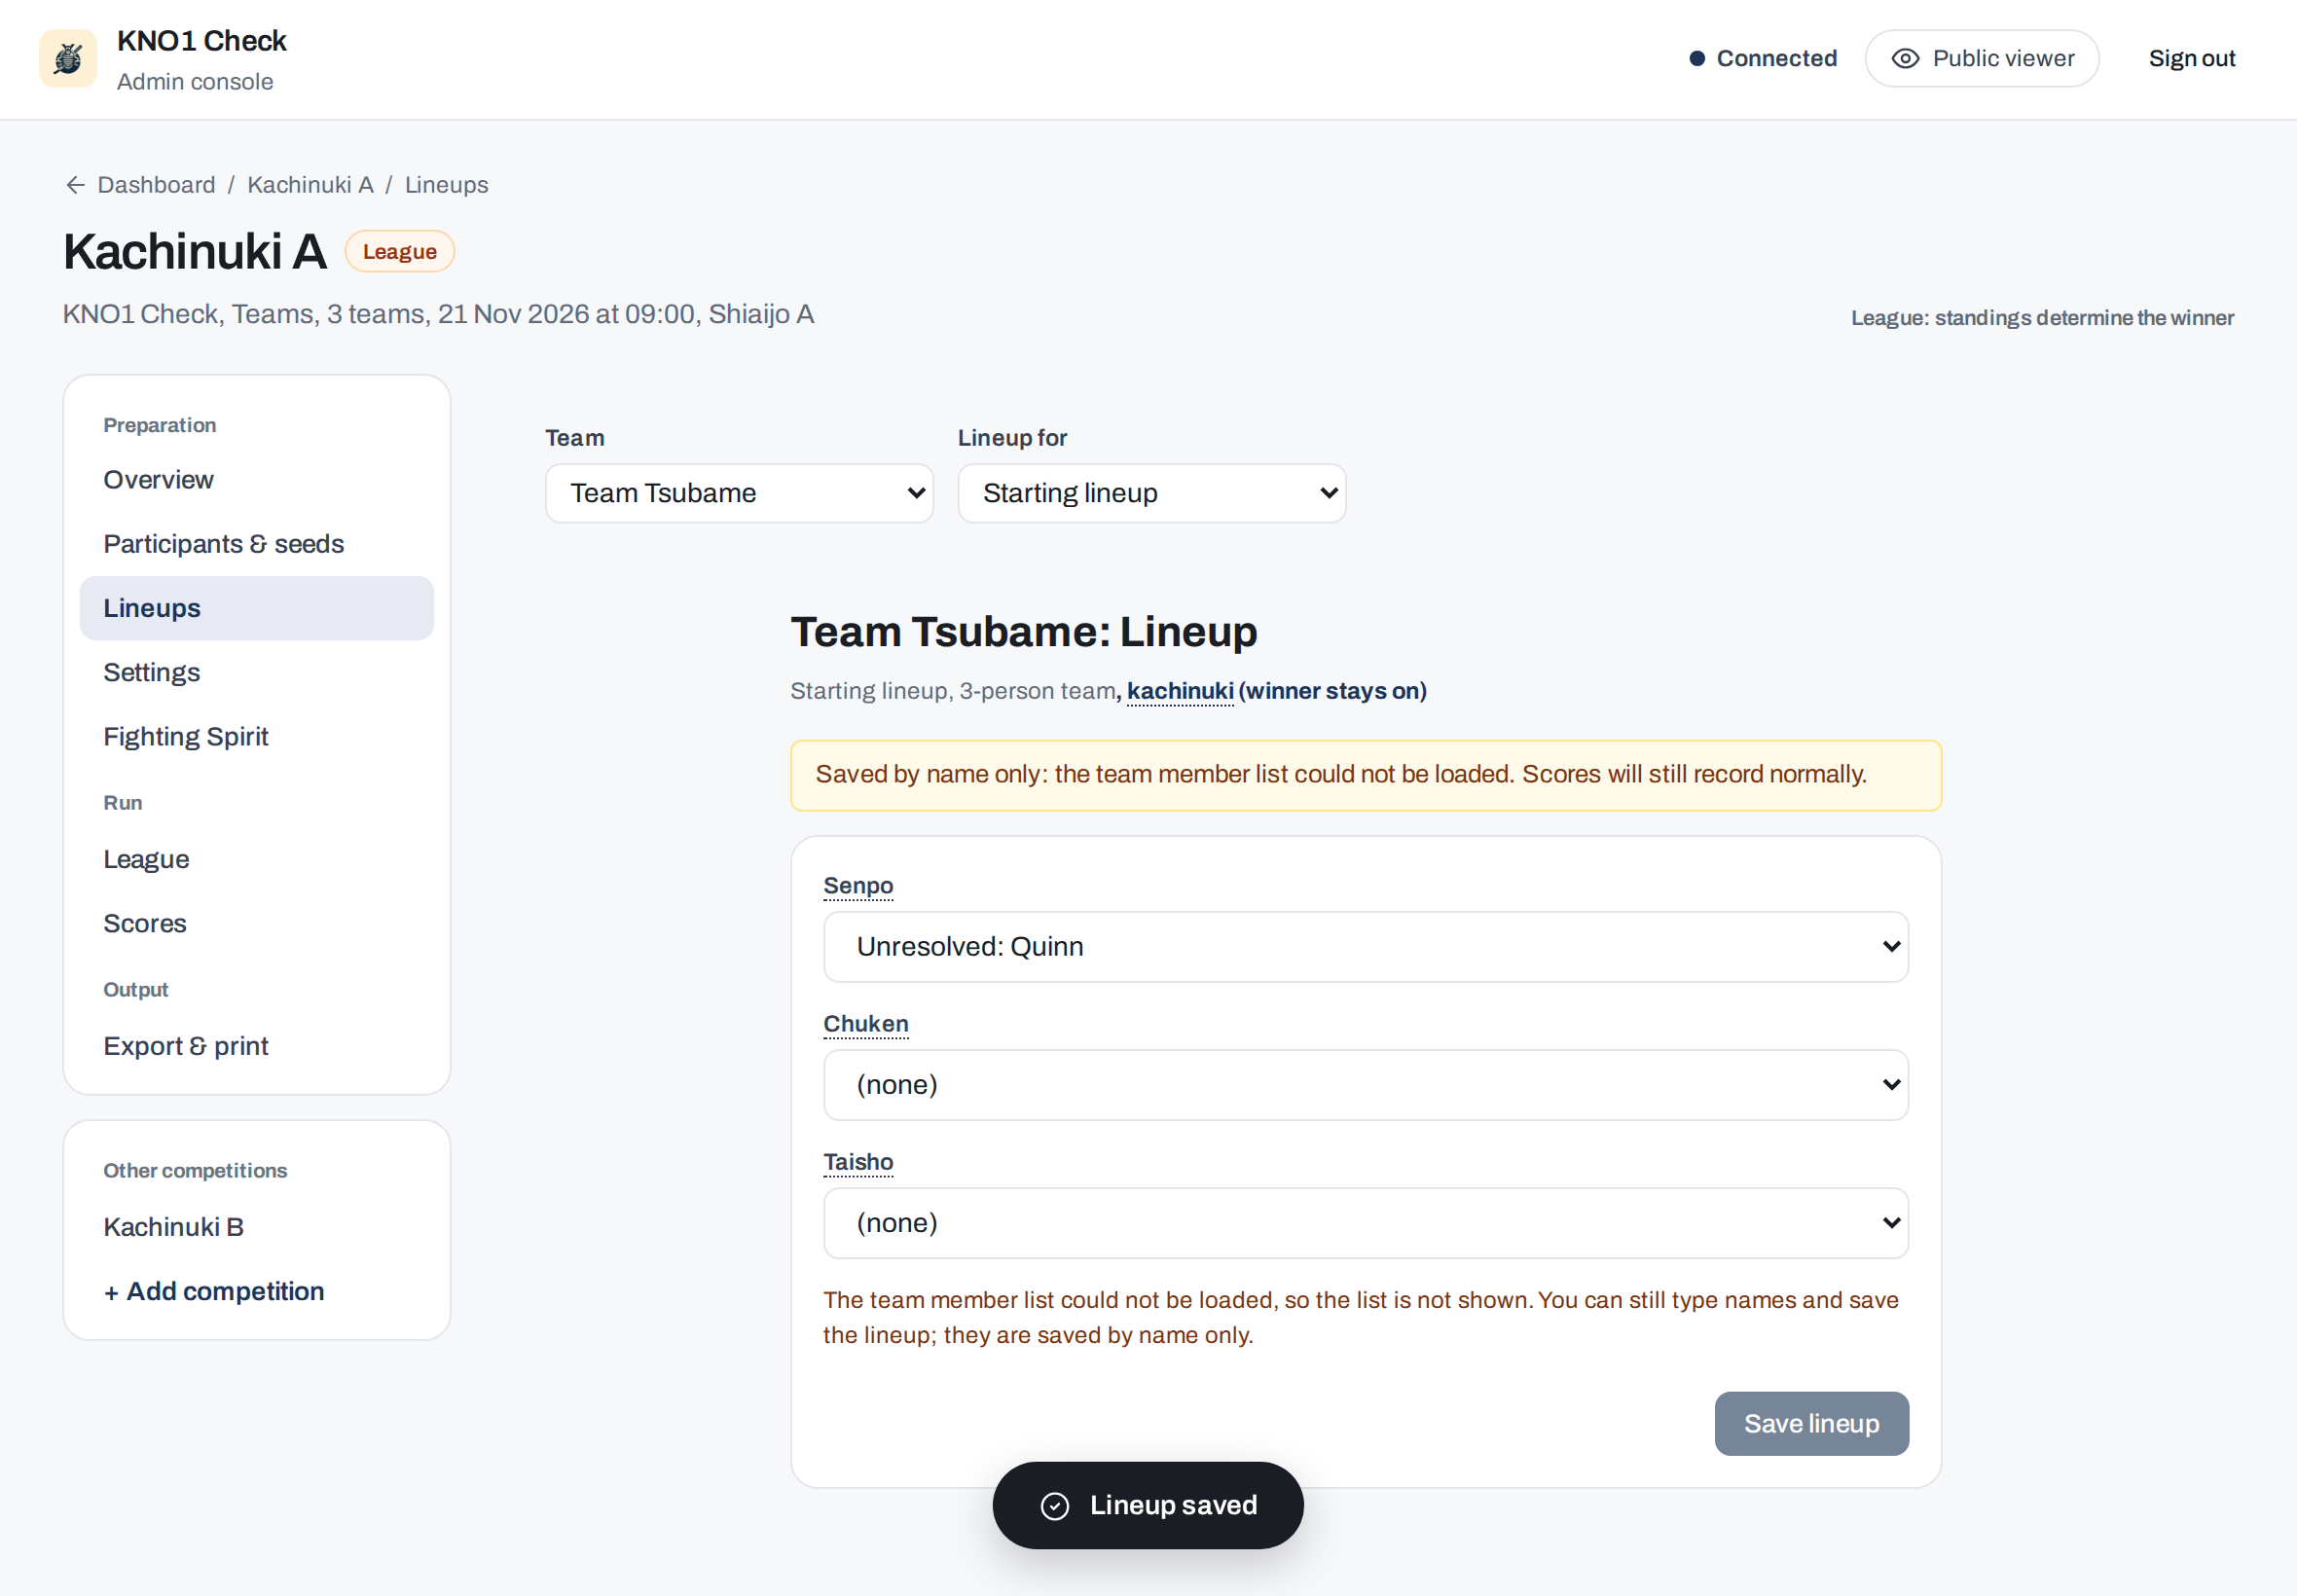 KNO1 Check
Admin console
Connected
Public viewer
Sign out
Dashboard / Kachinuki A / Lineups
Kachinuki A
League
KNO1 Check, Teams, 3 teams, 21 Nov 2026 at 09:00, Shiaijo A
League: standings determine the winner
Preparation
Overview
Participants & seeds
Lineups
Settings
Fighting Spirit
Run
League
Scores
Output
Export & print
Other competitions
Kachinuki B
+ Add competition
Team
Team Tsubame
Lineup for
Starting lineup
Team Tsubame: Lineup
Starting lineup, 3-person team, kachinuki (winner stays on)
Saved by name only: the team member list could not be loaded. Scores will still record normally.
Senpo
Unresolved: Quinn
Chuken
(none)
Taisho
(none)
The team member list could not be loaded, so the list is not shown. You can still type names and save
the lineup; they are saved by name only.
Save lineup
Lineup saved